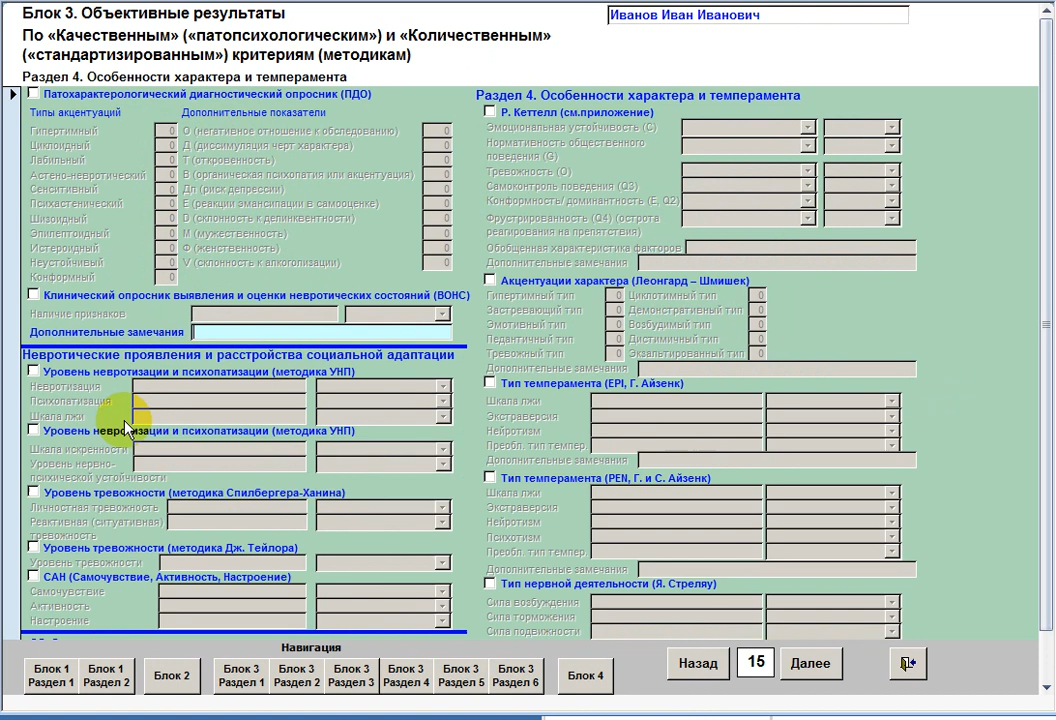 Блок 3. Объективные результаты
Иванов Иван Иванович
По «Качественным» («патопсихологическим») и «Количественным»
(«стандартизированным») критериям (методикам)
Раздел 4. Особенности характера и темперамента
Патохарактерологический диагностический опросник (ПДО)
Типы акцентуаций Дополнительные показатели
Гипертимный 0 О (негативное отношение к обследованию) 0
Циклоидный 0 Д (диссимуляция черт характера) 0
Лабильный 0 Т (откровенность) 0
Астено-невротический 0 В (органическая психопатия или акцентуация) 0
Сенситивный 0 Дп (риск депрессии) 0
Психастенический 0 Е (реакции эмансипации в самооценке) 0
Шизоидный 0 D (склонность к делинквентности) 0
Эпилептоидный 0 М (мужественность) 0
Истероидный 0 Ф (женственность) 0
Неустойчивый 0 V (склонность к алкоголизации) 0
Конформный 0
Клинический опросник выявления и оценки невротических состояний (ВОНС)
Наличие признаков
Дополнительные замечания
Невротические проявления и расстройства социальной адаптации
Уровень невротизации и психопатизации (методика УНП)
Невротизация
Психопатизация
Шкала лжи
Уровень невротизации и психопатизации (методика УНП)
Шкала искренности
Уровень нервно-
психической устойчивости
Уровень тревожности (методика Спилбергера-Ханина)
Личностная тревожность
Реактивная (ситуативная)
тревожность
Уровень тревожности (методика Дж. Тейлора)
Уровень тревожности
САН (Самочувствие, Активность, Настроение)
Самочувствие
Активность
Настроение
Раздел 4. Особенности характера и темперамента
Р. Кеттелл (см.приложение)
Эмоциональная устойчивость (С)
Нормативность общественного
поведения (G)
Тревожность (О)
Самоконтроль поведения (Q3)
Конформность/ доминантность (E, Q2)
Фрустрированность (Q4) (острота
реагирования на препятствия)
Обобщенная характеристика факторов
Дополнительные замечания
Акцентуации характера (Леонгард – Шмишек)
Гипертимный тип 0 Циклотимный тип 0
Застревающий тип 0 Демонстративный тип 0
Эмотивный тип 0 Возбудимый тип 0
Педантичный тип 0 Дистимичный тип 0
Тревожный тип 0 Экзальтированный тип 0
Дополнительные замечания
Тип темперамента (EPI, Г. Айзенк)
Шкала лжи
Экстраверсия
Нейротизм
Преобл. тип темпер.
Дополнительные замечания
Тип темперамента (PEN, Г. и С. Айзенк)
Шкала лжи
Экстраверсия
Нейротизм
Психотизм
Преобл. тип темпер.
Дополнительные замечания
Тип нервной деятельности (Я. Стреляу)
Сила возбуждения
Сила торможения
Сила подвижности
Навигация
Блок 1 Блок 1 Блок 2 Блок 3 Блок 3 Блок 3 Блок 3 Блок 3 Блок 3 Блок 4 Назад 15 Далее
Раздел 1 Раздел 2 Раздел 1 Раздел 2 Раздел 3 Раздел 4 Раздел 5 Раздел 6